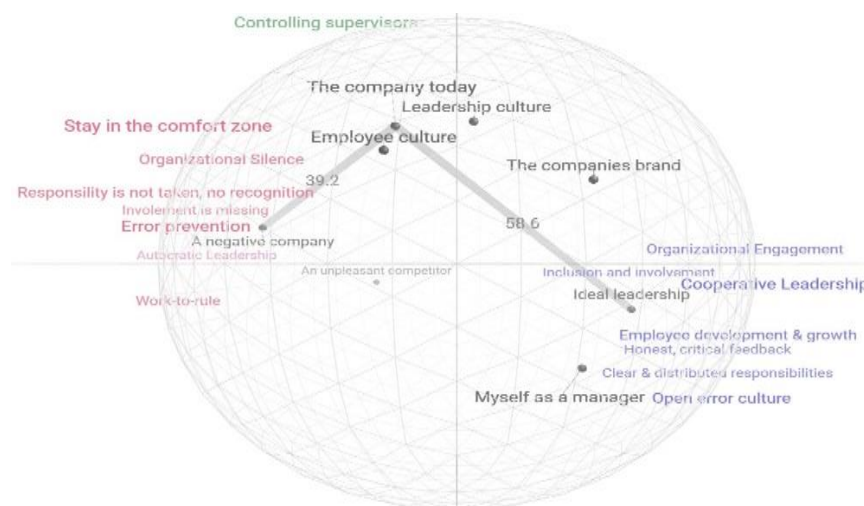 Controlling supervisors
The company today
Leadership culture
Stay in the comfort zone
Employee culture
Organizational Silence
The companies brand
39.2
Responsility is not taken, no recognition
Involement is missing
Error prevention
58.6
A negative company
Organizational Engagement
Autocratic Leadership
An unpleasant competitor
Inclusion and involvement
Cooperative Leadership
Ideal leadership
Work-to-rule
Employee development & growth
Honest, critical feedback
Clear & distributed responsibilities
Myself as a manager
Open error culture